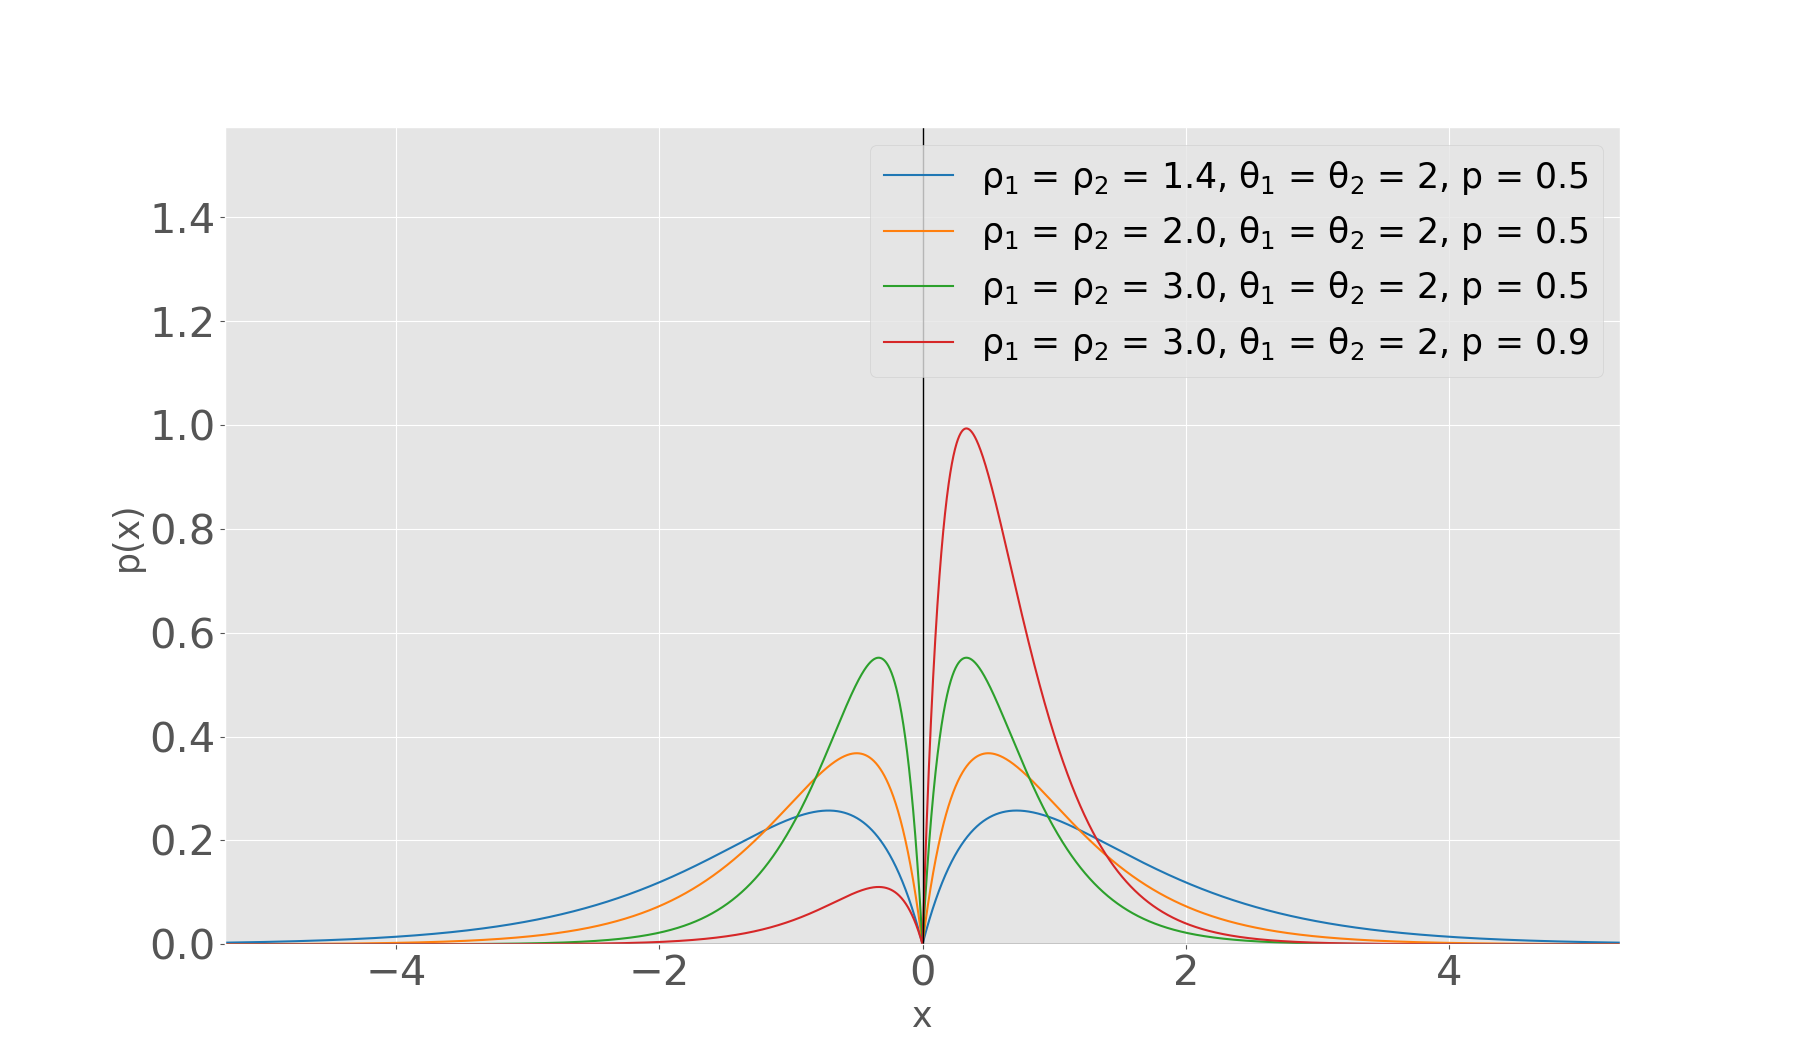 ρ₁ = ρ₂ = 1.4, θ₁ = θ₂ = 2, p = 0.5
ρ₁ = ρ₂ = 2.0, θ₁ = θ₂ = 2, p = 0.5
ρ₁ = ρ₂ = 3.0, θ₁ = θ₂ = 2, p = 0.5
ρ₁ = ρ₂ = 3.0, θ₁ = θ₂ = 2, p = 0.9
1.4
1.2
1.0
0.8
0.6
0.4
0.2
0.0
p(x)
−4 −2 0 2 4
x